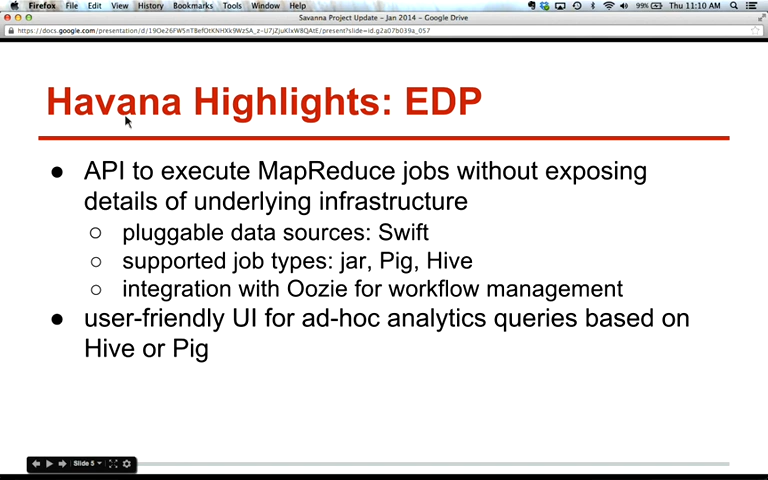 Firefox File Edit View History Bookmarks Tools Window Help 99% Thu 11:10 AM
Savanna Project Update – Jan 2014 – Google Drive
Havana Highlights: EDP
● API to execute MapReduce jobs without exposing
details of underlying infrastructure
○ pluggable data sources: Swift
○ supported job types: jar, Pig, Hive
○ integration with Oozie for workflow management
● user-friendly UI for ad-hoc analytics queries based on
Hive or Pig
Slide 5